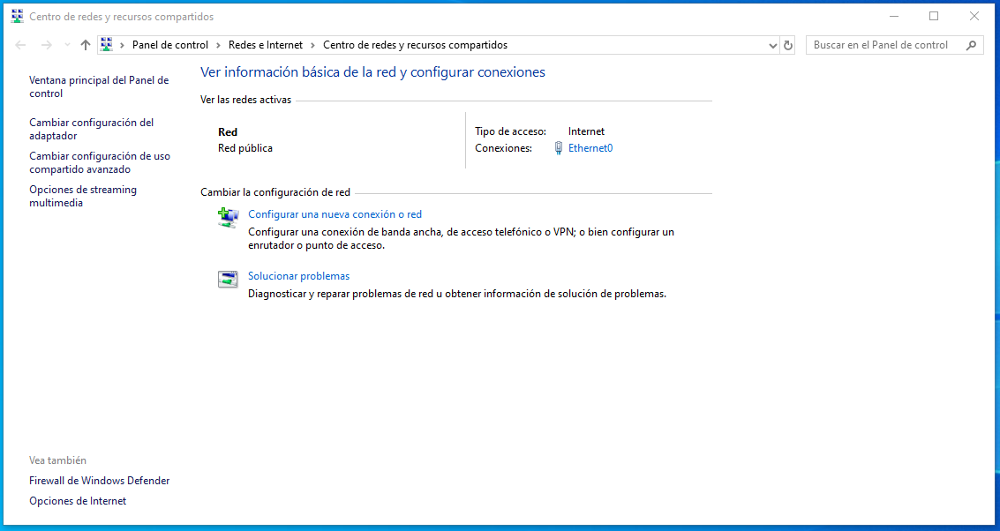 Centro de redes y recursos compartidos
Panel de control > Redes e Internet > Centro de redes y recursos compartidos
Buscar en el Panel de control
Ventana principal del Panel de
control
Cambiar configuración del
adaptador
Cambiar configuración de uso
compartido avanzado
Opciones de streaming
multimedia
Ver información básica de la red y configurar conexiones
Ver las redes activas
Red
Red pública
Tipo de acceso: Internet
Conexiones: Ethernet0
Cambiar la configuración de red
Configurar una nueva conexión o red
Configurar una conexión de banda ancha, de acceso telefónico o VPN; o bien configurar un
enrutador o punto de acceso.
Solucionar problemas
Diagnosticar y reparar problemas de red u obtener información de solución de problemas.
Vea también
Firewall de Windows Defender
Opciones de Internet